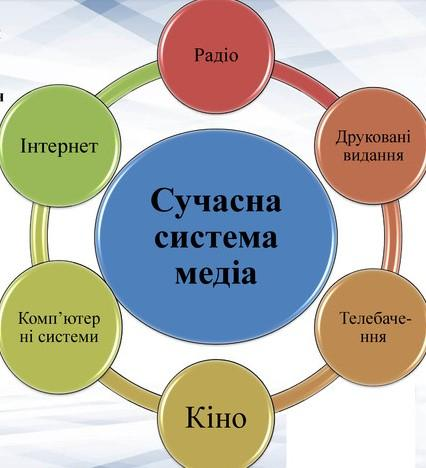 Радіо
Друковані
видання
Телебаче-
ння
Кіно
Комп’ютер
ні системи
Інтернет
Сучасна
система
медіа